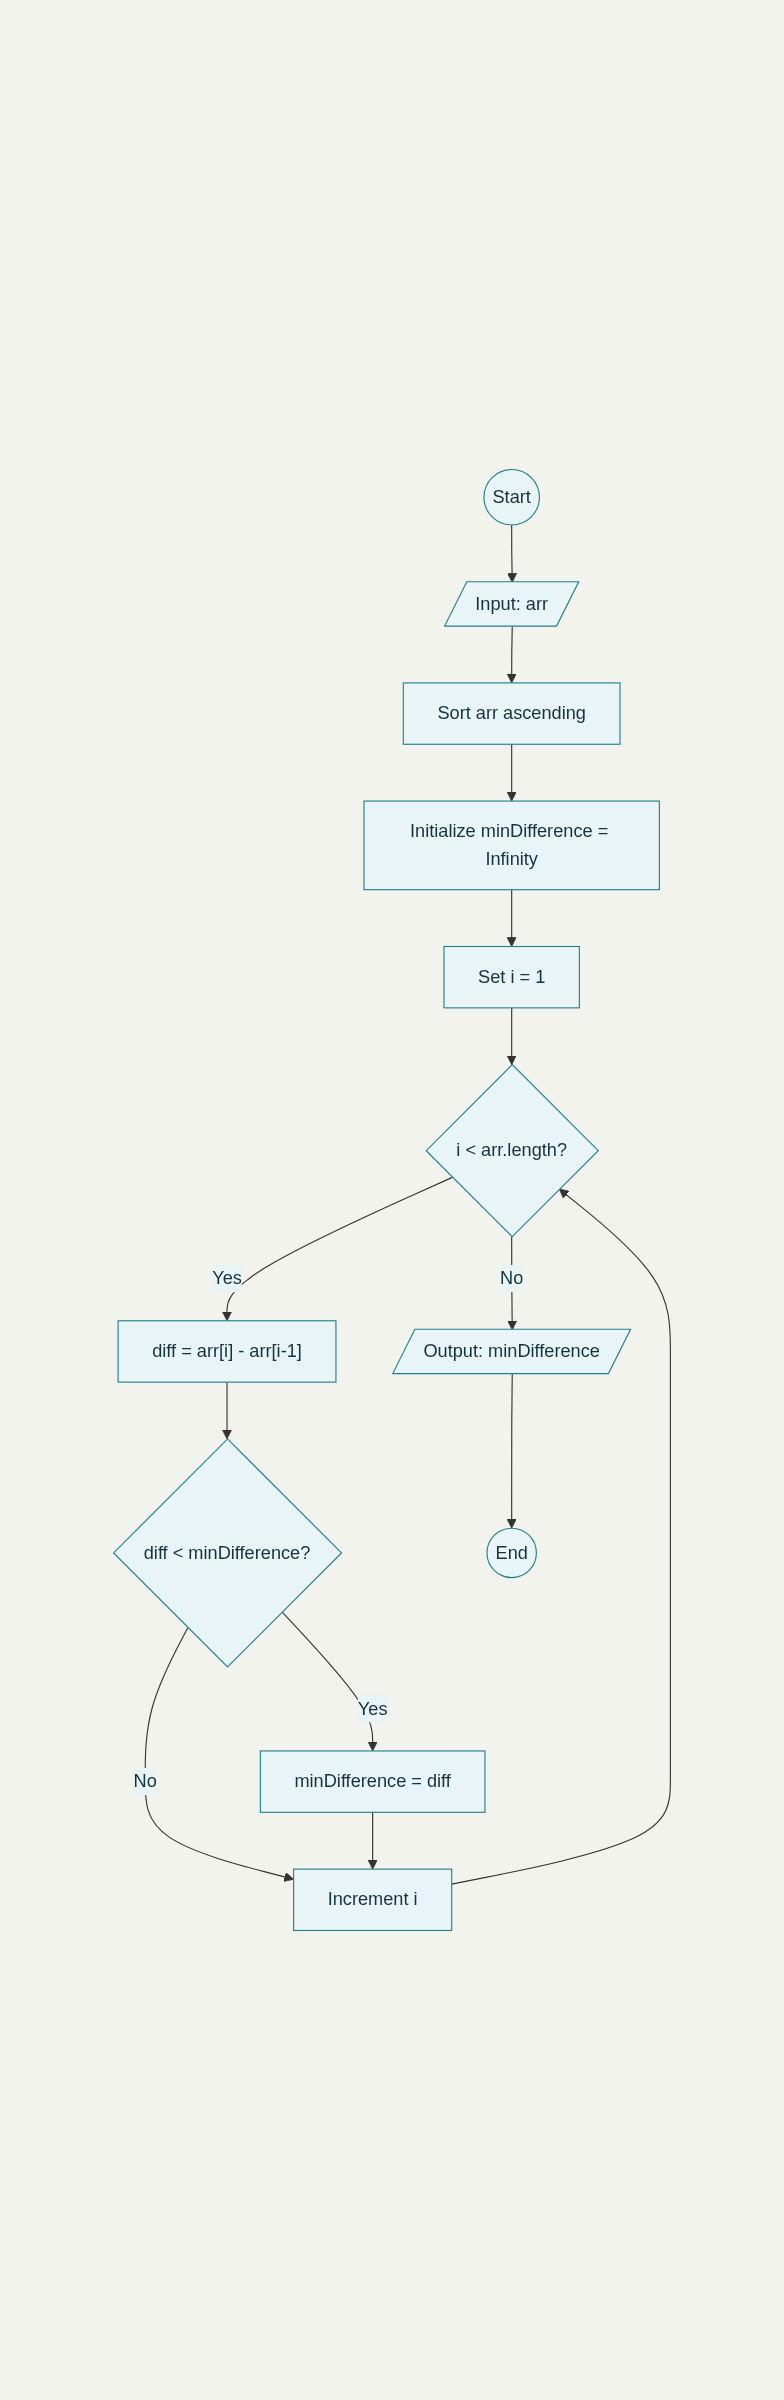 Start
Input: arr
Sort arr ascending
Initialize minDifference =
Infinity
Set i = 1
i < arr.length?
Yes
No
diff = arr[i] - arr[i-1]
Output: minDifference
diff < minDifference?
End
Yes
No
minDifference = diff
Increment i